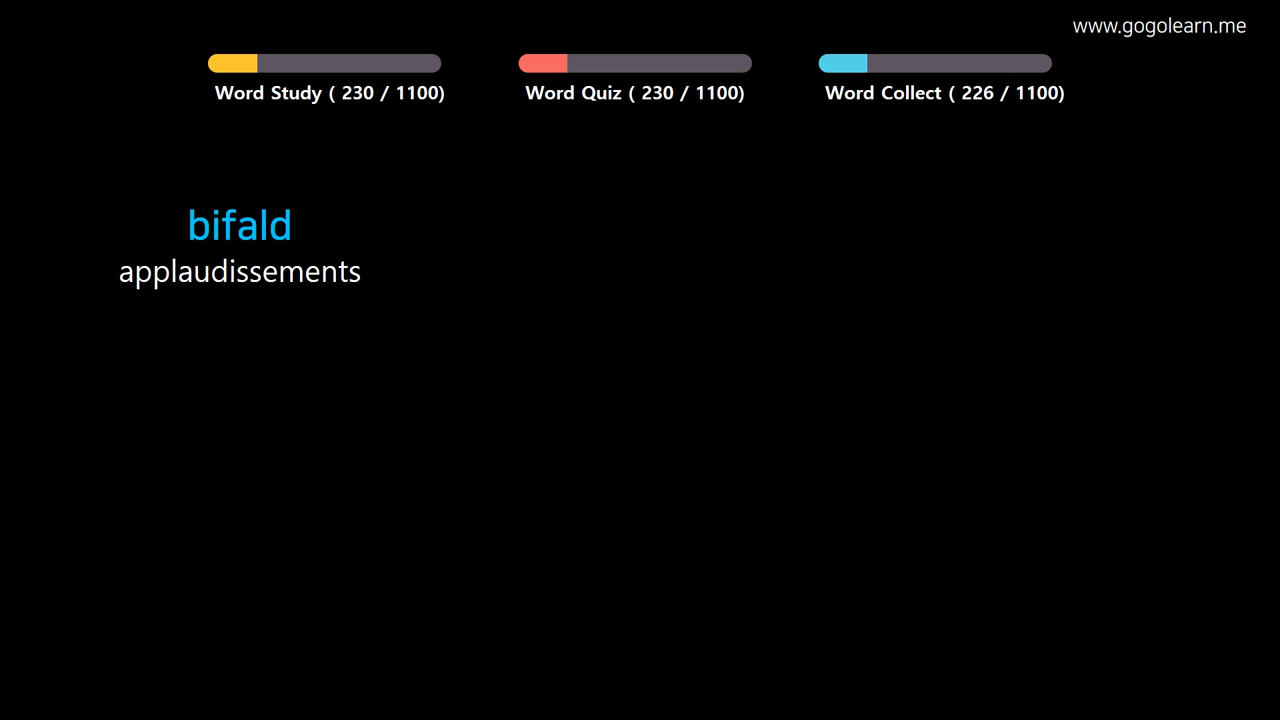 www.gogolearn.me
Word Study ( 230 / 1100)
Word Quiz ( 230 / 1100)
Word Collect ( 226 / 1100)
bifald
applaudissements